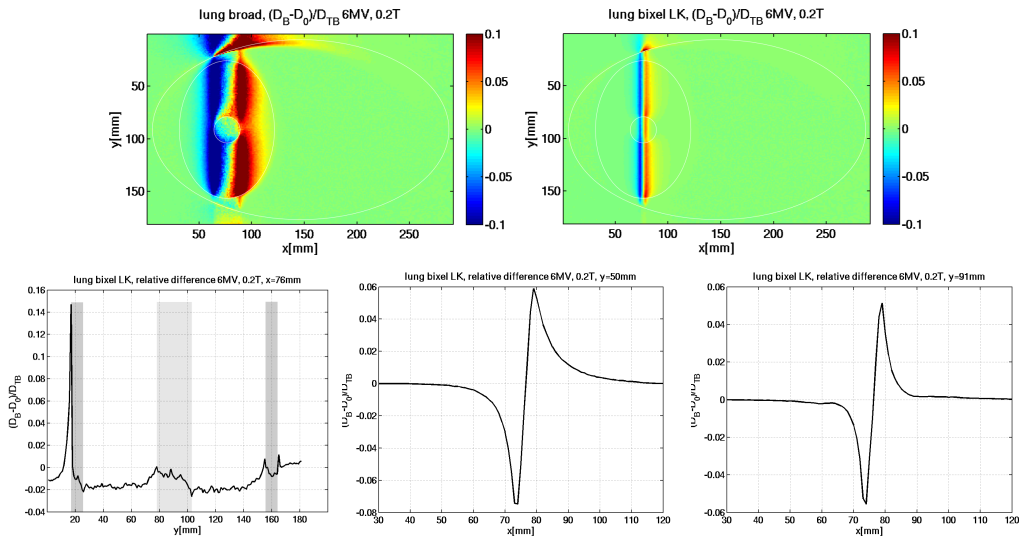 lung broad, (D_B-D_0)/D_TB 6MV, 0.2T
y[mm]
50
100
150
50 100 150 200 250
x[mm]
0.1
0.05
0
-0.05
-0.1
lung bixel LK, (D_B-D_0)/D_TB 6MV, 0.2T
y[mm]
50
100
150
50 100 150 200 250
x[mm]
0.1
0.05
0
-0.05
-0.1
lung bixel LK, relative difference 6MV, 0.2T, x=76mm
(D_B-D_0)/D_TB
0.16
0.14
0.12
0.1
0.08
0.06
0.04
0.02
0
-0.02
-0.04
20 40 60 80 100 120 140 160 180
y[mm]
lung bixel LK, relative difference 6MV, 0.2T, y=50mm
(D_B-D_0)/D_TB
0.06
0.04
0.02
0
-0.02
-0.04
-0.06
-0.08
30 40 50 60 70 80 90 100 110 120
x[mm]
lung bixel LK, relative difference 6MV, 0.2T, y=91mm
(D_B-D_0)/D_TB
0.06
0.04
0.02
0
-0.02
-0.04
-0.06
30 40 50 60 70 80 90 100 110 120
x[mm]